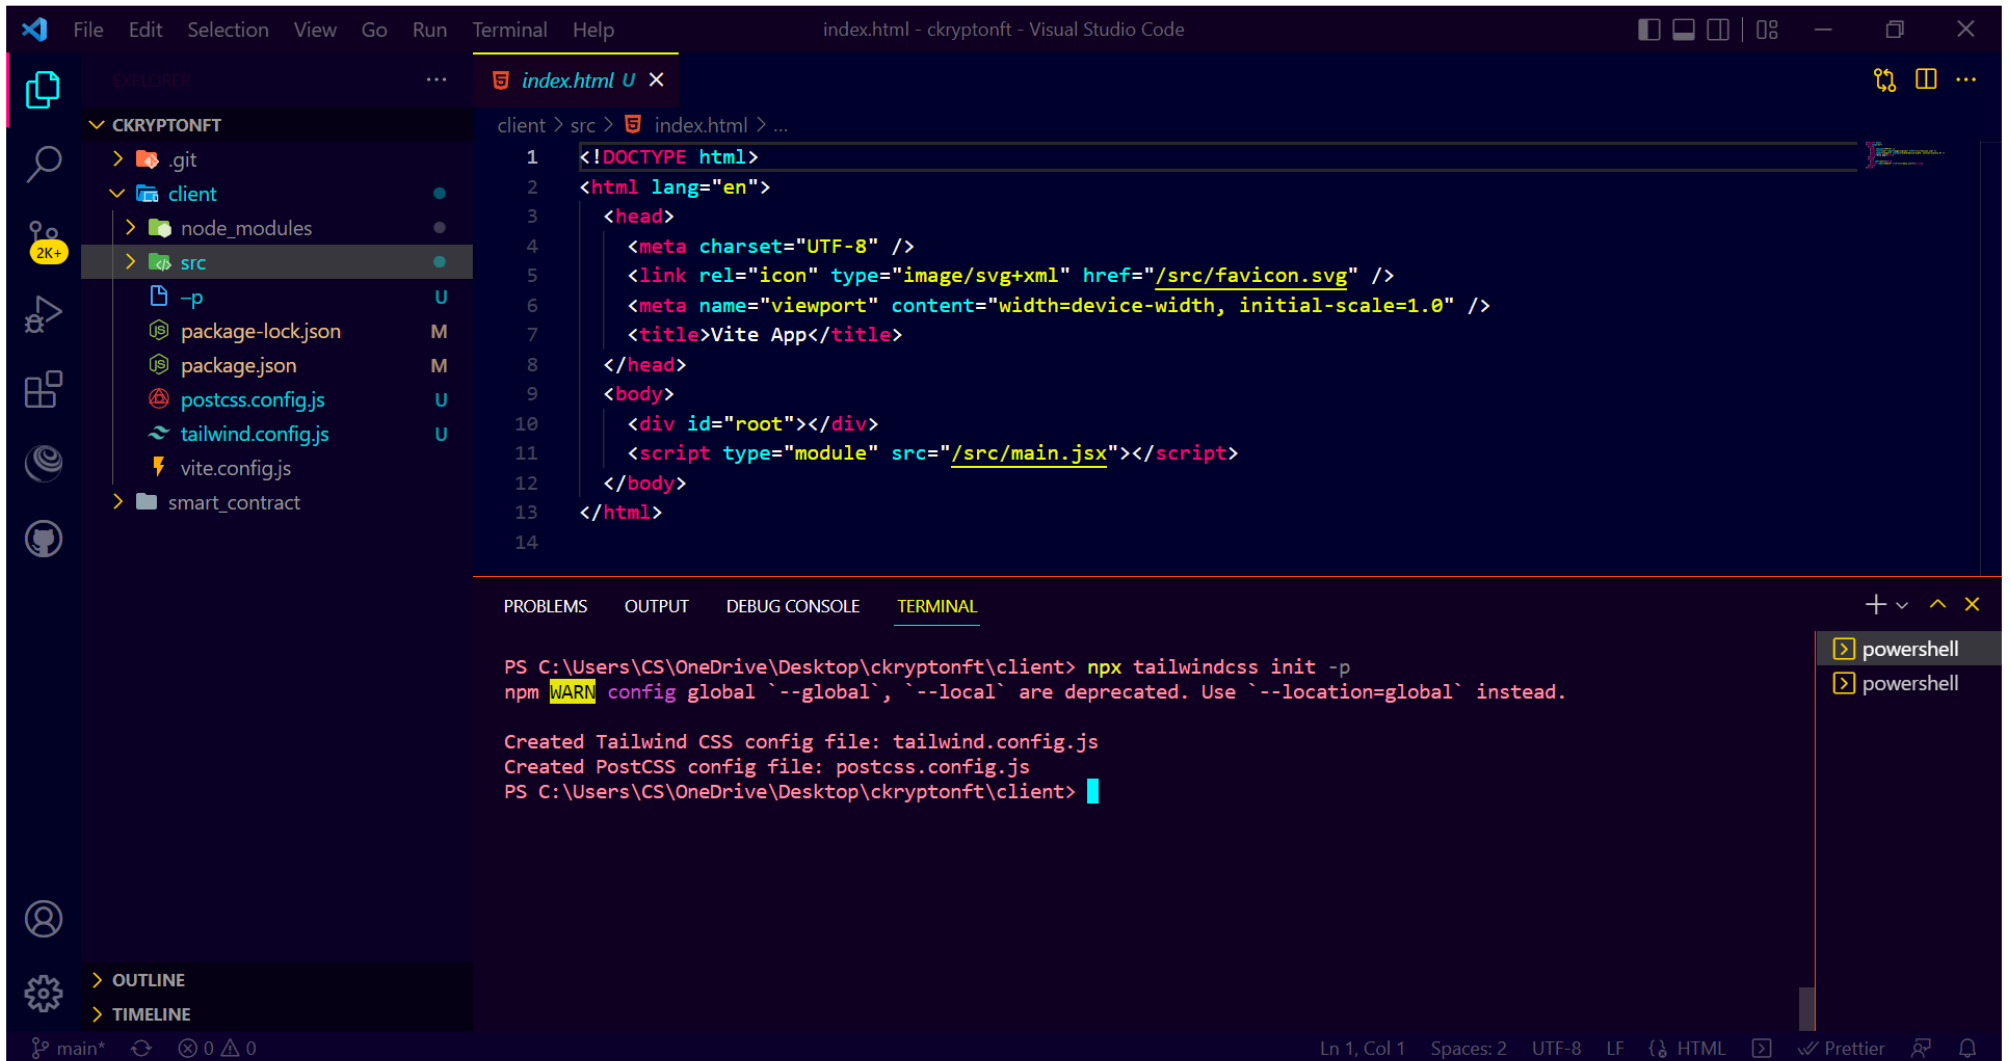 File Edit Selection View Go Run Terminal Help index.html - ckryptonft - Visual Studio Code
EXPLORER ...
index.html U
CKRYPTONFT
.git
client
node_modules
src
–p U
package-lock.json M
package.json M
postcss.config.js U
tailwind.config.js U
vite.config.js
smart_contract
2K+
OUTLINE
TIMELINE
client > src > index.html > ...
1 <!DOCTYPE html>
2 <html lang="en">
3 <head>
4 <meta charset="UTF-8" />
5 <link rel="icon" type="image/svg+xml" href="/src/favicon.svg" />
6 <meta name="viewport" content="width=device-width, initial-scale=1.0" />
7 <title>Vite App</title>
8 </head>
9 <body>
10 <div id="root"></div>
11 <script type="module" src="/src/main.jsx"></script>
12 </body>
13 </html>
14
PROBLEMS OUTPUT DEBUG CONSOLE TERMINAL
PS C:\Users\CS\OneDrive\Desktop\ckryptonft\client> npx tailwindcss init -p
npm WARN config global `--global`, `--local` are deprecated. Use `--location=global` instead.
Created Tailwind CSS config file: tailwind.config.js
Created PostCSS config file: postcss.config.js
PS C:\Users\CS\OneDrive\Desktop\ckryptonft\client>
powershell
powershell
main* 0 0 Ln 1, Col 1 Spaces: 2 UTF-8 LF HTML Prettier